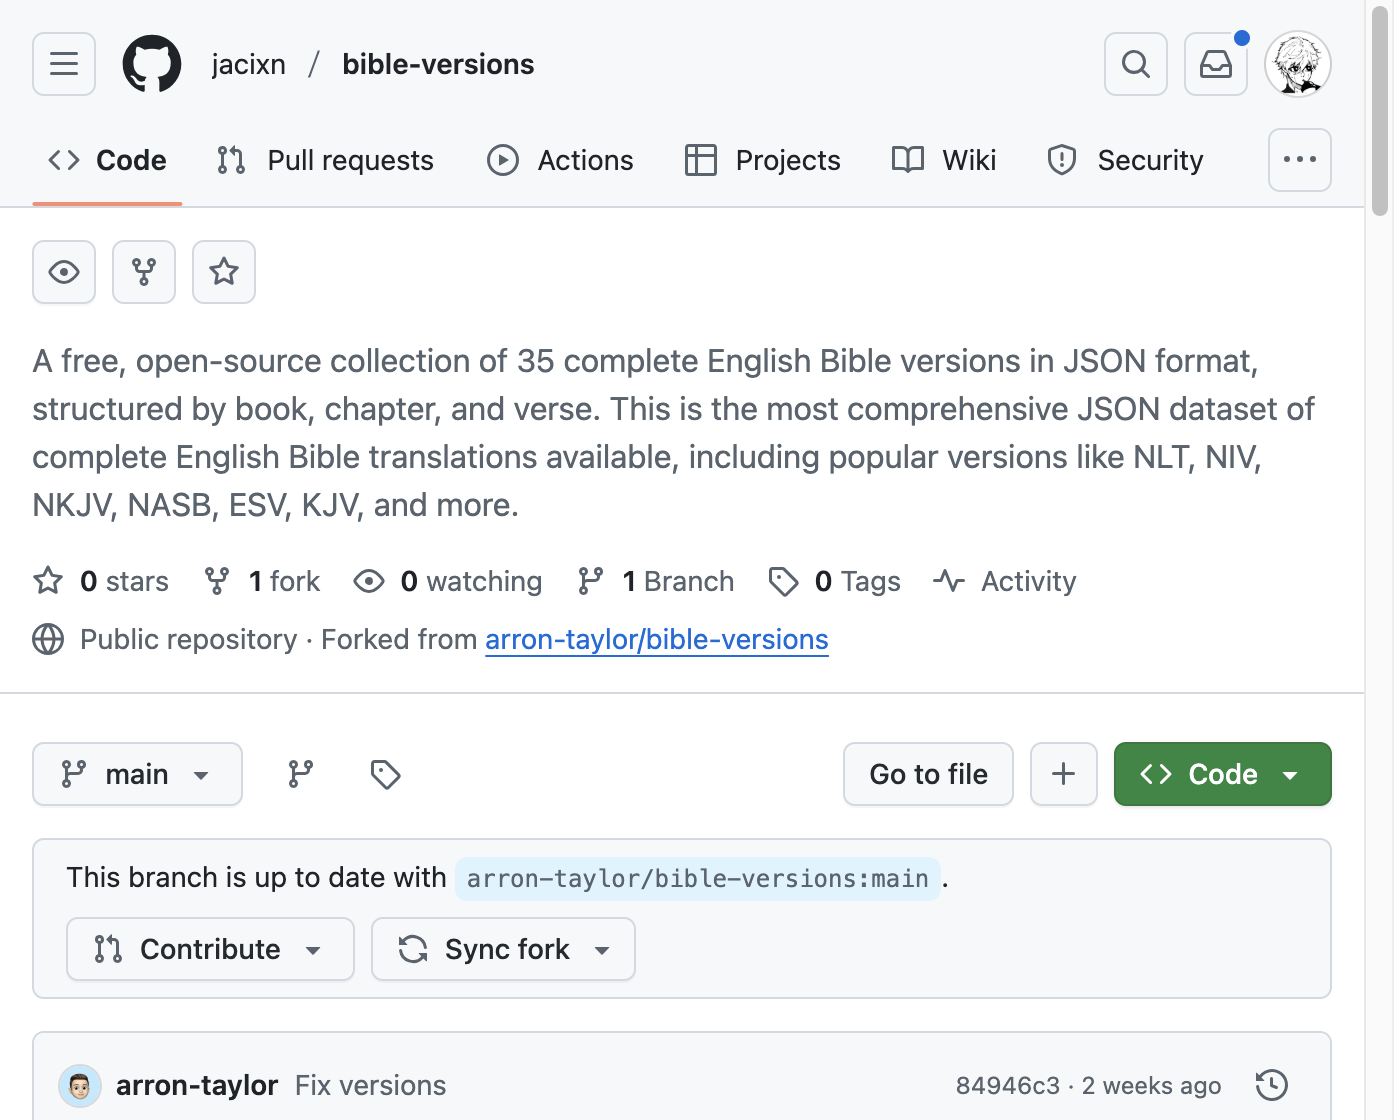 jacixn / bible-versions
Code Pull requests Actions Projects Wiki Security
A free, open-source collection of 35 complete English Bible versions in JSON format,
structured by book, chapter, and verse. This is the most comprehensive JSON dataset of
complete English Bible translations available, including popular versions like NLT, NIV,
NKJV, NASB, ESV, KJV, and more.
0 stars 1 fork 0 watching 1 Branch 0 Tags Activity
Public repository · Forked from arron-taylor/bible-versions
main Go to file Code
This branch is up to date with arron-taylor/bible-versions:main.
Contribute Sync fork
arron-taylor Fix versions 84946c3 · 2 weeks ago